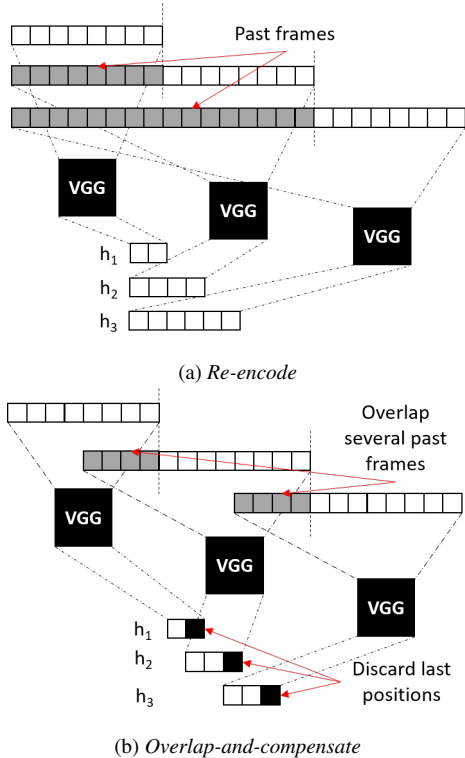 Past frames
VGG
VGG
VGG
h₁
h₂
h₃
(a) Re-encode
Overlap
several past
frames
VGG
VGG
VGG
h₁
h₂
h₃
Discard last
positions
(b) Overlap-and-compensate